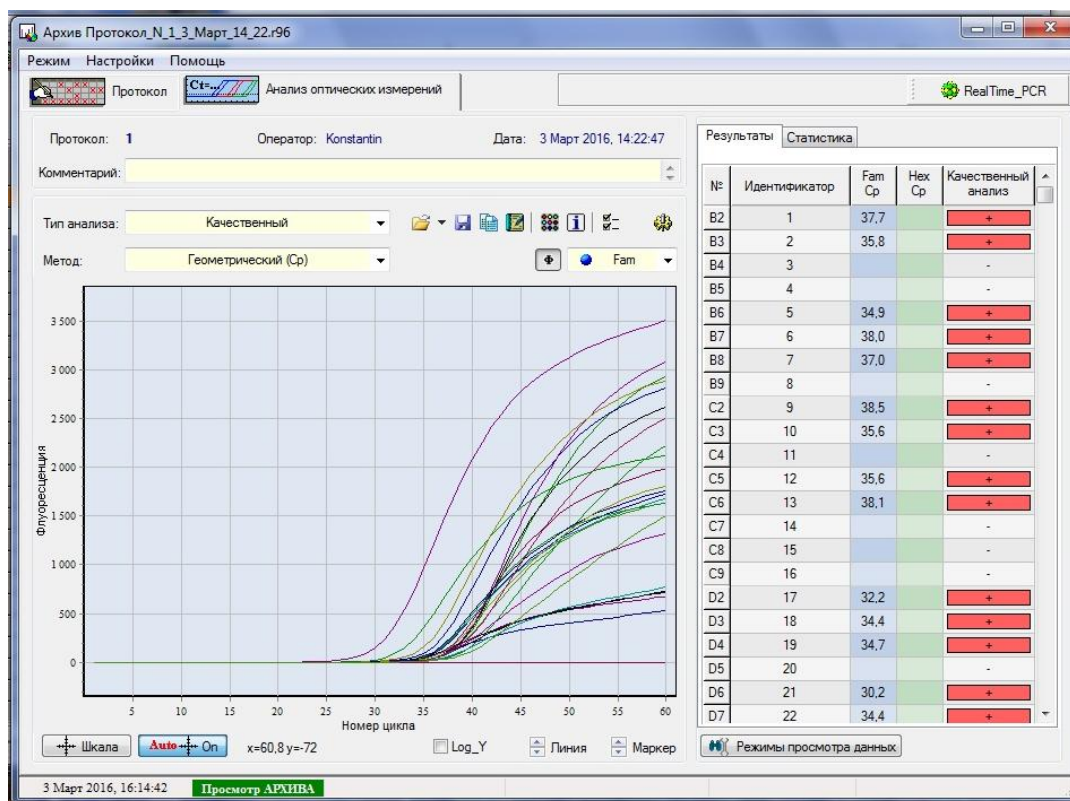 Архив Протокол_N_1_3_Март_14_22.r96
Режим Настройки Помощь
Протокол Ct=... Анализ оптических измерений RealTime_PCR
Протокол: 1 Оператор: Konstantin Дата: 3 Март 2016, 14:22:47
Комментарий:
Тип анализа: Качественный
Метод: Геометрический (Cp) Ф Fam
Флуоресценция
3 500
3 000
2 500
2 000
1 500
1 000
500
0
5 10 15 20 25 30 35 40 45 50 55 60
Номер цикла
Шкала Auto On x=60,8 y=-72 Log_Y Линия Маркер
Результаты Статистика
№ Идентификатор Fam Cp Hex Cp Качественный анализ
B2 1 37,7 +
B3 2 35,8 +
B4 3 -
B5 4 -
B6 5 34,9 +
B7 6 38,0 +
B8 7 37,0 +
B9 8 -
C2 9 38,5 +
C3 10 35,6 +
C4 11 -
C5 12 35,6 +
C6 13 38,1 +
C7 14 -
C8 15 -
C9 16 -
D2 17 32,2 +
D3 18 34,4 +
D4 19 34,7 +
D5 20 -
D6 21 30,2 +
D7 22 34,4 +
Режимы просмотра данных
3 Март 2016, 16:14:42 Просмотр АРХИВА